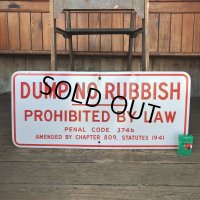 DUMPING RUBBISH
SOLD OUT
PROHIBITED BY LAW
PENAL CODE 374b
AMENDED BY CHAPTER 809, STATUTES 1941